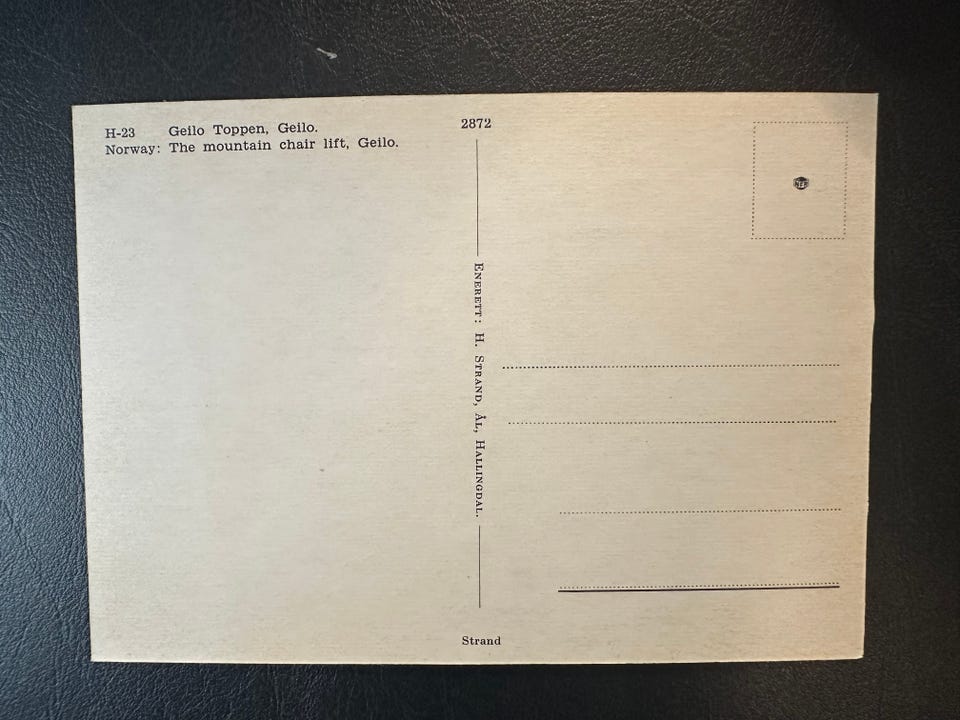 H-23 Geilo Toppen, Geilo.
Norway: The mountain chair lift, Geilo.
2872
ENERETT: H. STRAND, ÅL, HALLINGDAL.
Strand